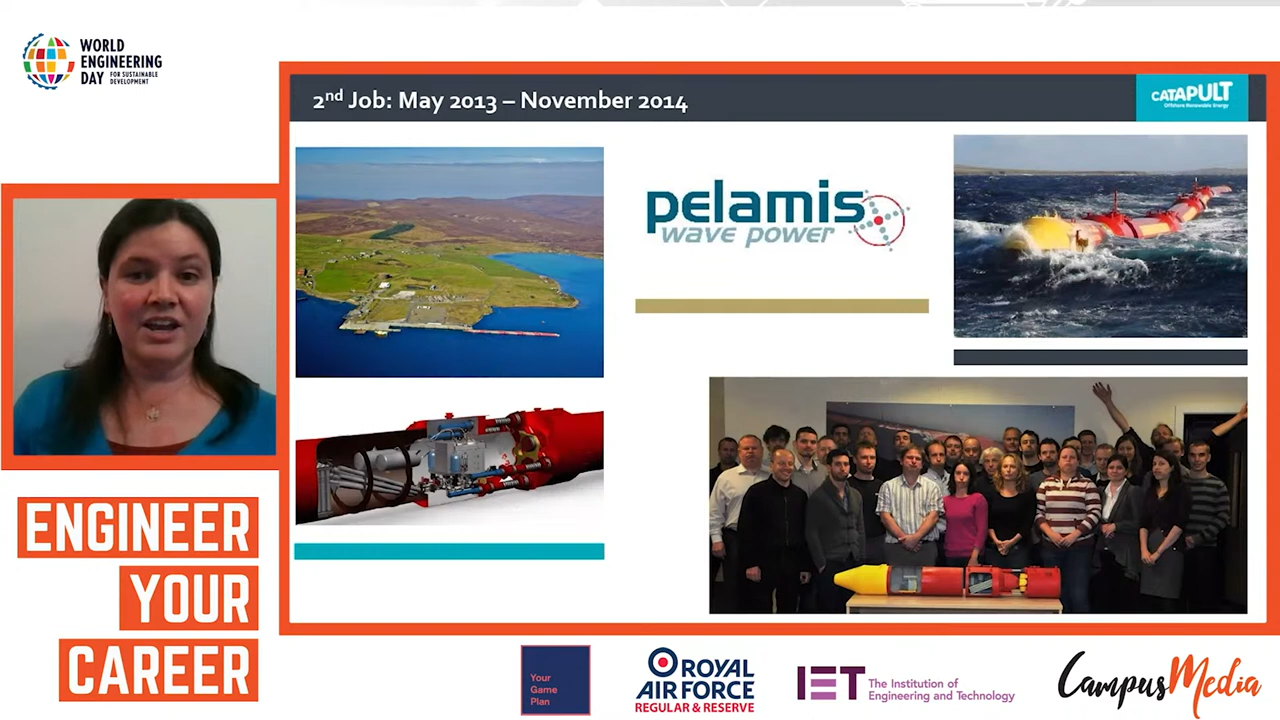 WORLD
ENGINEERING
DAY
FOR SUSTAINABLE
DEVELOPMENT
2nd Job: May 2013 – November 2014
CATAPULT
Offshore Renewable Energy
pelamis
wave power
ENGINEER
YOUR
CAREER
Your
Game
Plan
ROYAL
AIR FORCE
REGULAR & RESERVE
IET
The Institution of
Engineering and Technology
CampusMedia